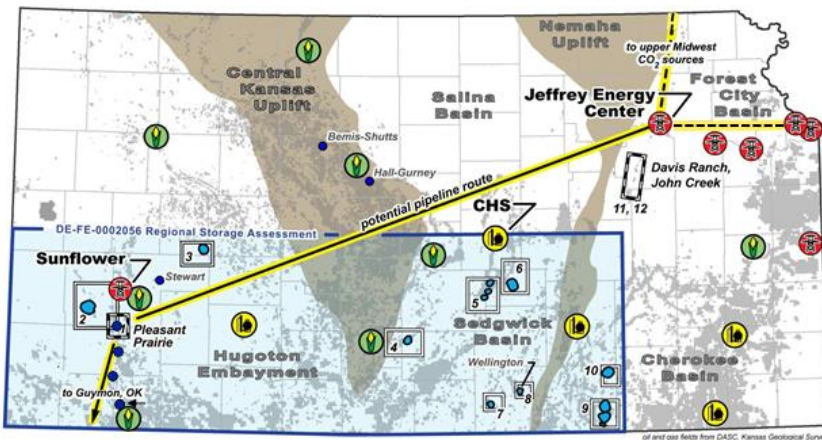 Nemaha
Uplift
to upper Midwest
CO2 sources
Central
Kansas
Uplift
Salina
Basin
Jeffrey Energy
Center
Forest
City
Basin
Bemis-Shutts
Hall-Gurney
potential pipeline route
Davis Ranch,
John Creek
11, 12
CHS
DE-FE-0002056 Regional Storage Assessment
Sunflower
3
Stewart
6
2
5
1
Pleasant
Prairie
Sedgwick
Basin
4
Hugoton
Embayment
Wellington
10
Cherokee
Basin
to Guymon, OK
7
8
9
oil and gas fields from DASC, Kansas Geological Surve